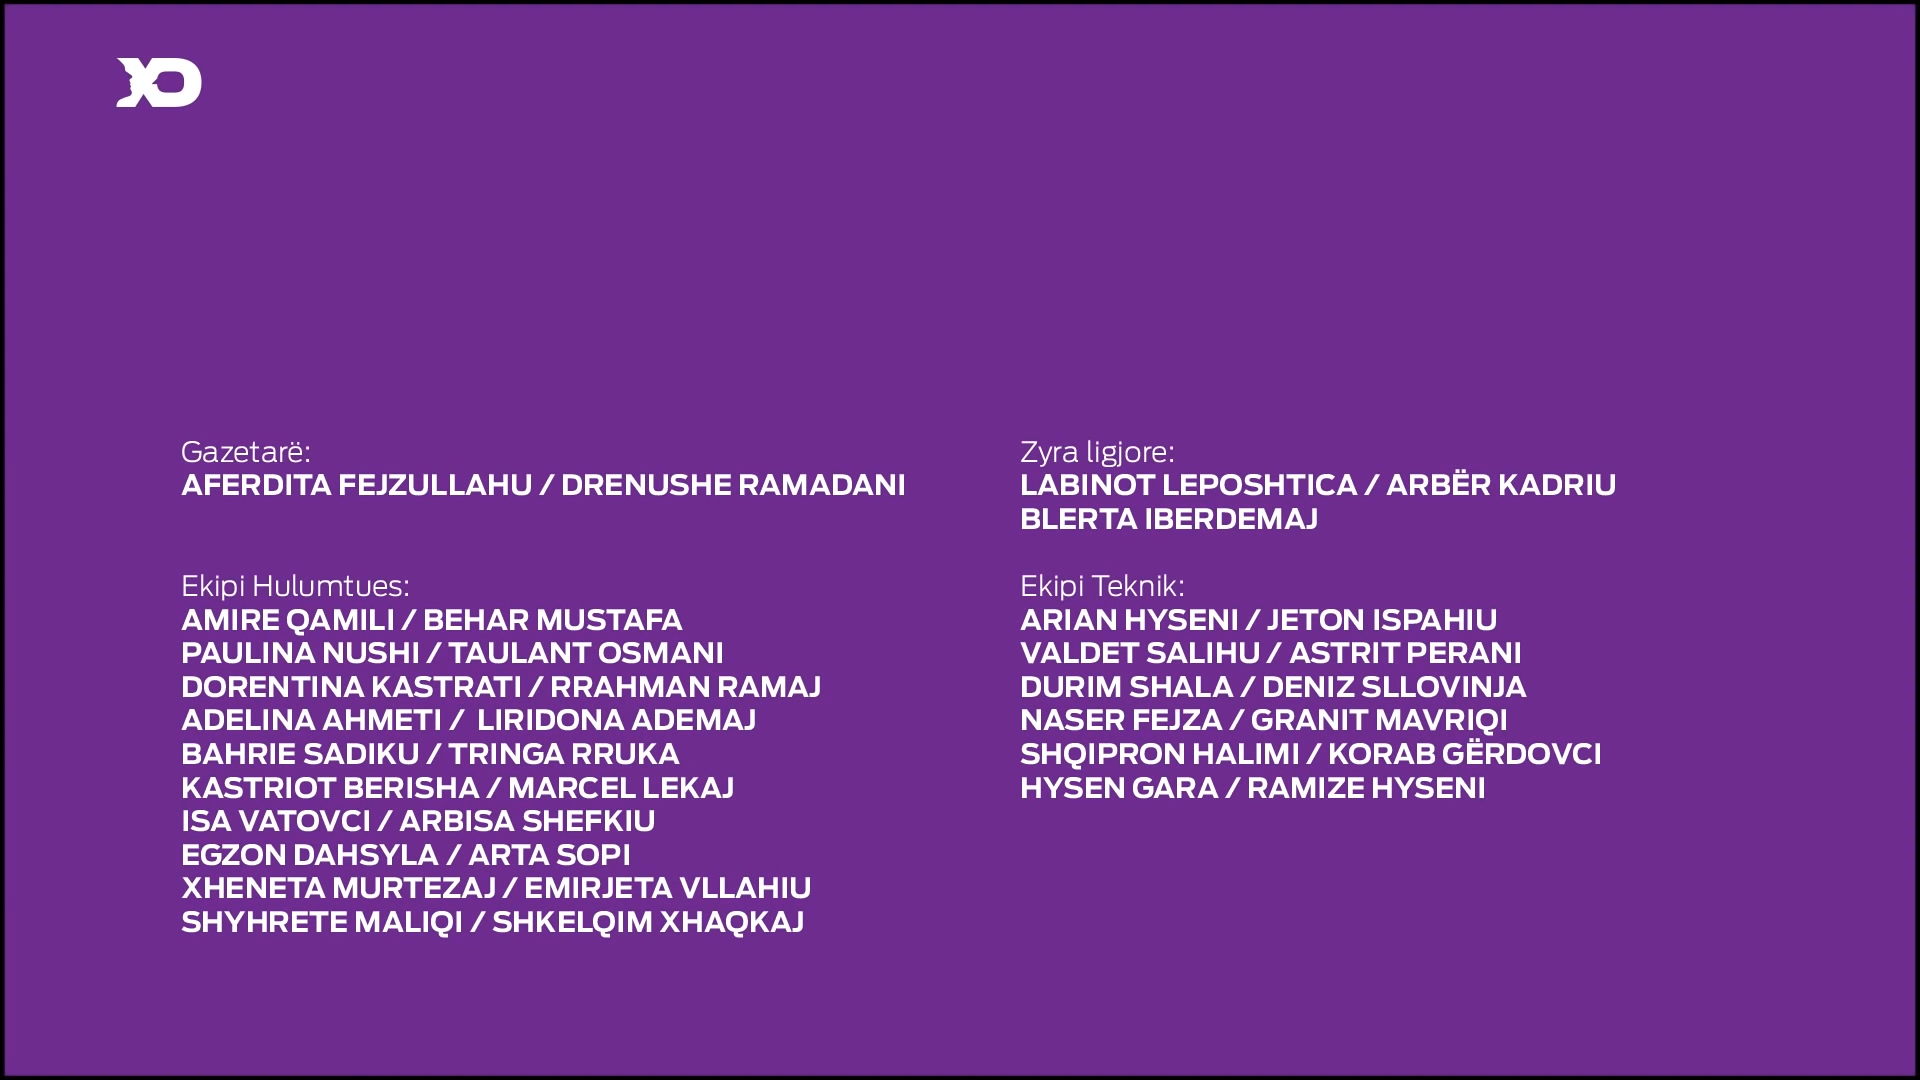 XO
Gazetarë:
AFERDITA FEJZULLAHU / DRENUSHE RAMADANI
Ekipi Hulumtues:
AMIRE QAMILI / BEHAR MUSTAFA
PAULINA NUSHI / TAULANT OSMANI
DORENTINA KASTRATI / RRAHMAN RAMAJ
ADELINA AHMETI / LIRIDONA ADEMAJ
BAHRIE SADIKU / TRINGA RRUKA
KASTRIOT BERISHA / MARCEL LEKAJ
ISA VATOVCI / ARBISA SHEFKIU
EGZON DAHSYLA / ARTA SOPI
XHENETA MURTEZAJ / EMIRJETA VLLAHIU
SHYHRETE MALIQI / SHKELQIM XHAQKAJ
Zyra ligjore:
LABINOT LEPOSHTICA / ARBËR KADRIU
BLERTA IBERDEMAJ
Ekipi Teknik:
ARIAN HYSENI / JETON ISPAHIU
VALDET SALIHU / ASTRIT PERANI
DURIM SHALA / DENIZ SLLOVINJA
NASER FEJZA / GRANIT MAVRIQI
SHQIPRON HALIMI / KORAB GËRDOVCI
HYSEN GARA / RAMIZE HYSENI